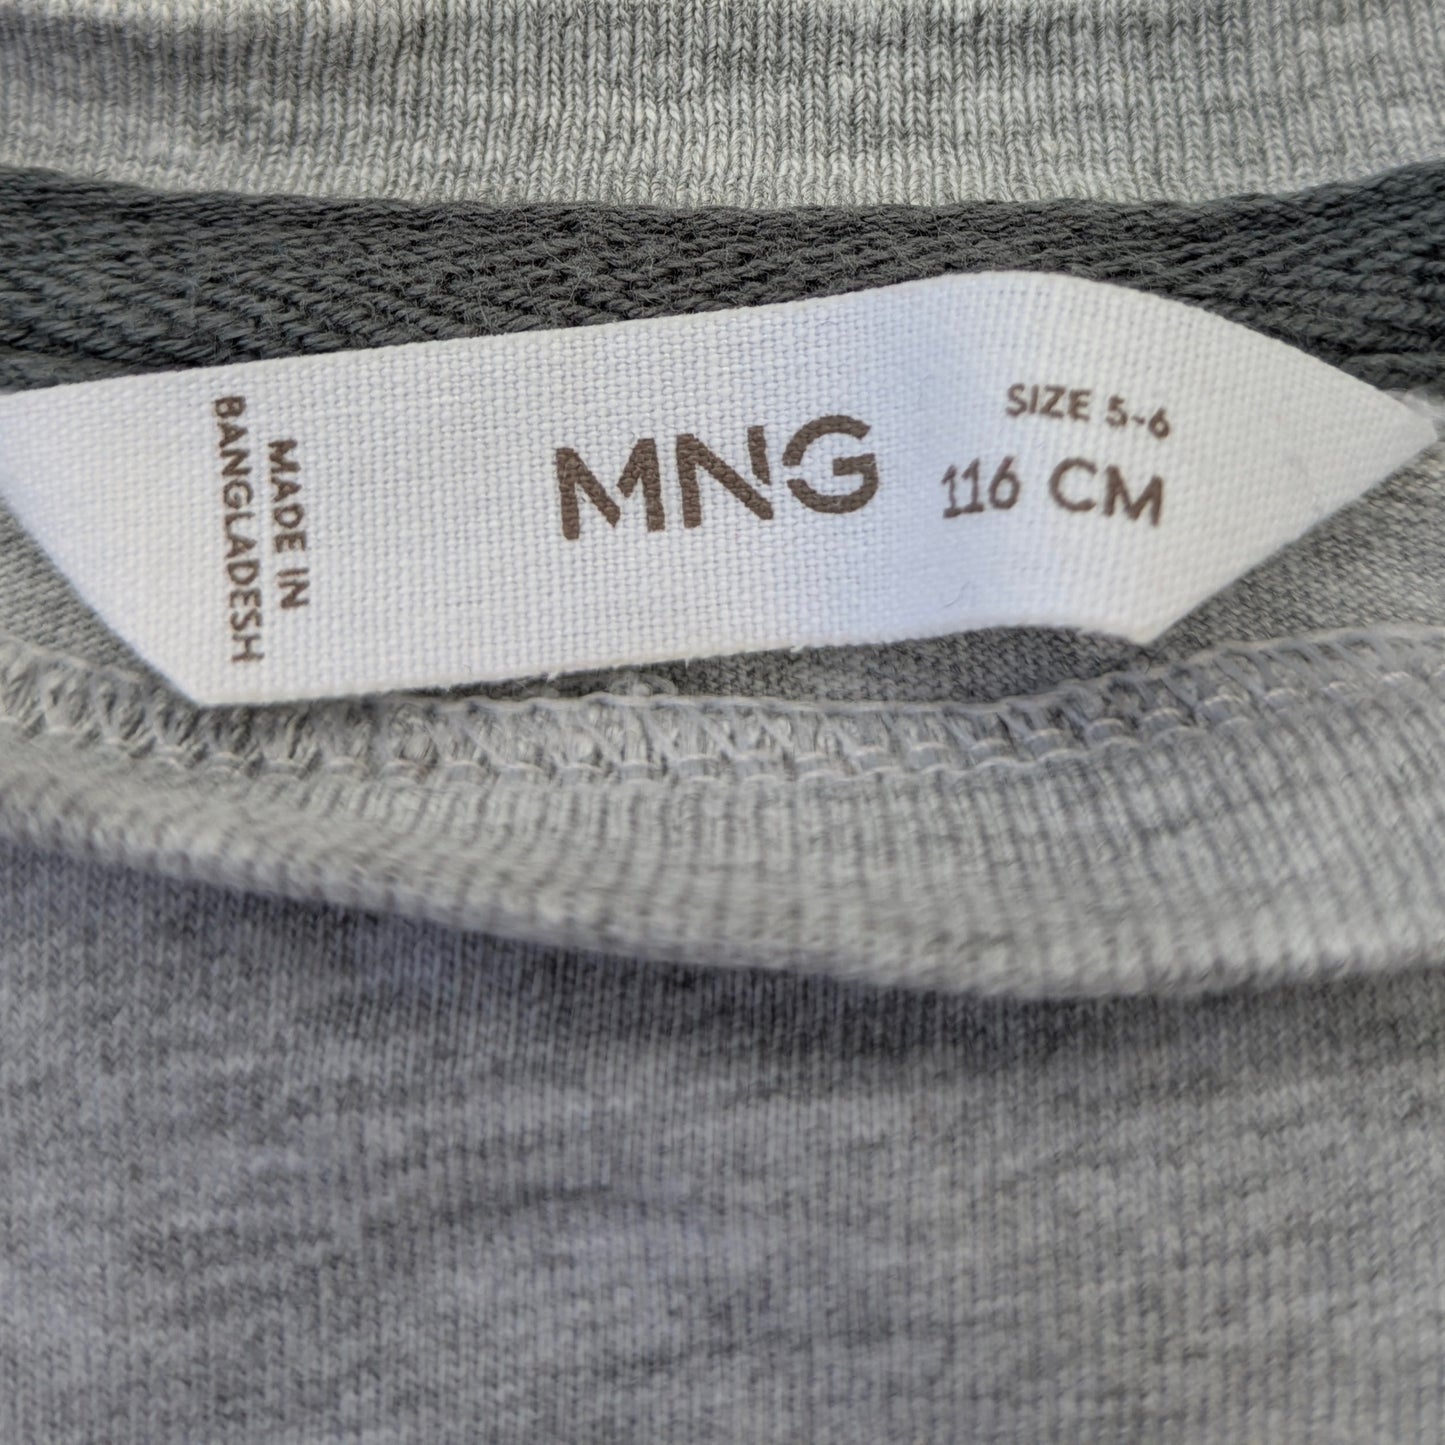 MADE IN
BANGLADESH
MNG
SIZE 5-6
116 CM